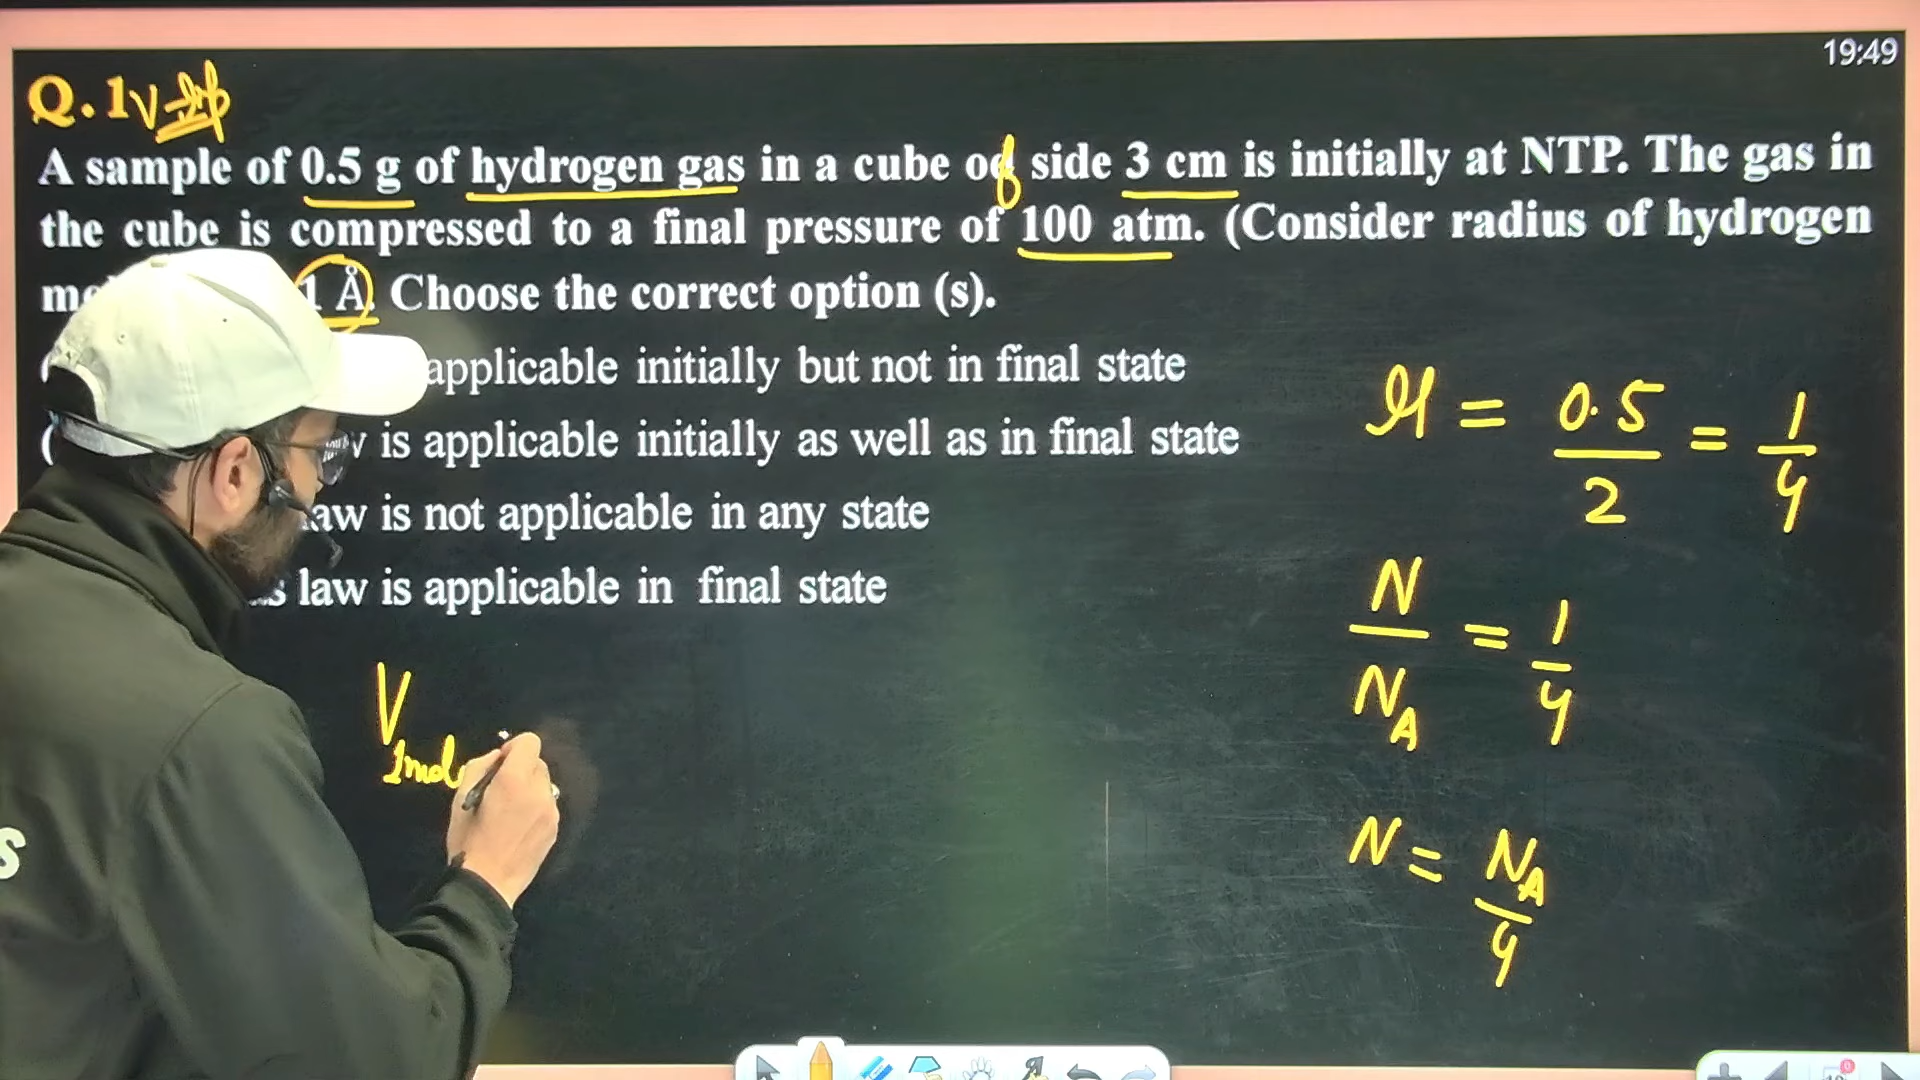 19:49
Q.1
A sample of 0.5 g of hydrogen gas in a cube of side 3 cm is initially at NTP. The gas in
the cube is compressed to a final pressure of 100 atm. (Consider radius of hydrogen
1 Å. Choose the correct option (s).
applicable initially but not in final state
is applicable initially as well as in final state
law is not applicable in any state
law is applicable in final state
n = 0.5/2 = 1/4
N/N_A = 1/4
N = N_A/4
V 1mole
S